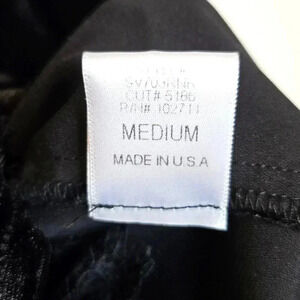 CUT# 5186
R/N# 102711
MEDIUM
MADE IN U.S.A